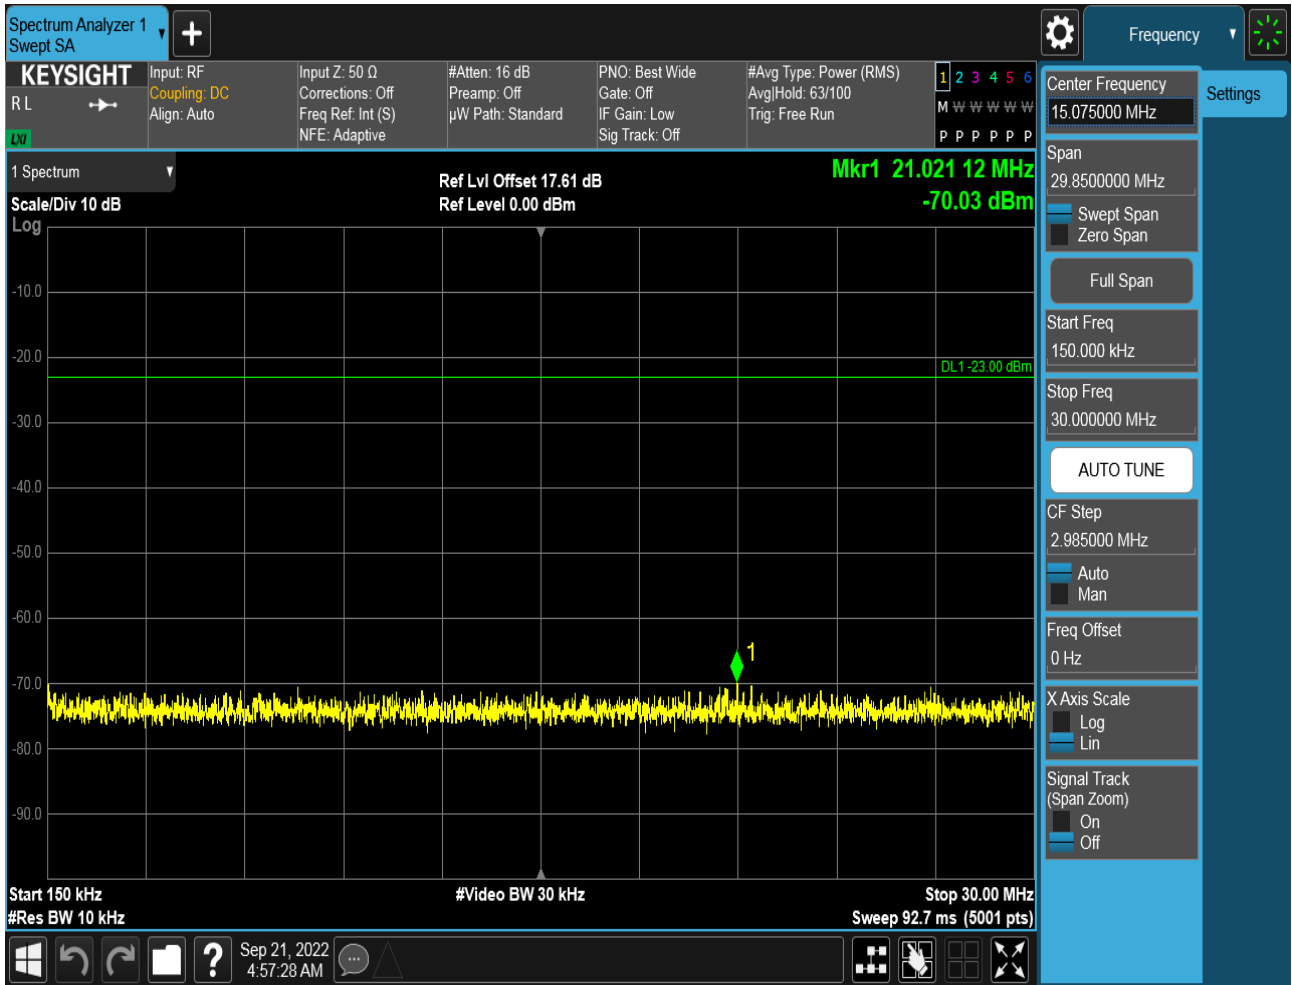 Spectrum Analyzer 1
Swept SA
Frequency
KEYSIGHT
R L
LXI
Input: RF
Coupling: DC
Align: Auto
Input Z: 50 Ω
Corrections: Off
Freq Ref: Int (S)
NFE: Adaptive
#Atten: 16 dB
Preamp: Off
µW Path: Standard
PNO: Best Wide
Gate: Off
IF Gain: Low
Sig Track: Off
#Avg Type: Power (RMS)
Avg|Hold: 63/100
Trig: Free Run
1 2 3 4 5 6
M W W W W W
P P P P P P
1 Spectrum
Scale/Div 10 dB
Log
Ref Lvl Offset 17.61 dB
Ref Level 0.00 dBm
Mkr1 21.021 12 MHz
-70.03 dBm
-10.0
-20.0
DL1 -23.00 dBm
-30.0
-40.0
-50.0
-60.0
1
-70.0
-80.0
-90.0
Start 150 kHz
#Video BW 30 kHz
Stop 30.00 MHz
#Res BW 10 kHz
Sweep 92.7 ms (5001 pts)
?
Sep 21, 2022
4:57:28 AM
Center Frequency
15.075000 MHz
Settings
Span
29.8500000 MHz
Swept Span
Zero Span
Full Span
Start Freq
150.000 kHz
Stop Freq
30.000000 MHz
AUTO TUNE
CF Step
2.985000 MHz
Auto
Man
Freq Offset
0 Hz
X Axis Scale
Log
Lin
Signal Track
(Span Zoom)
On
Off